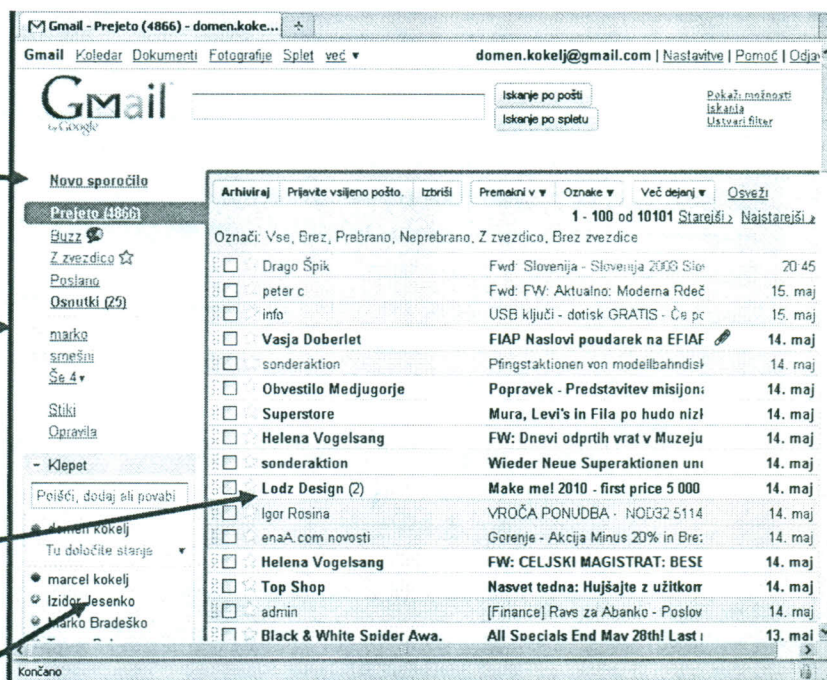 Gmail - Prejeto (4866) - domen.koke...
Gmail Koledar Dokumenti Fotografije Splet več ▼ domen.kokelj@gmail.com | Nastavitve | Pomoč | Odja
GMail
by Google
Iskanje po pošti
Iskanje po spletu
Pokaži možnosti
iskanja
Ustvari filter
Novo sporočilo
Prejeto (4866)
Buzz
Z zvezdico ☆
Poslano
Osnutki (25)
marko
smešni
Še 4▼
Stiki
Opravila
- Klepet
Poišči, dodaj ali povabi
domen kokelj
Tu določite stanje ▼
marcel kokelj
Izidor Jesenko
Marko Bradeško
Arhiviraj Prijavite vsiljeno pošto. Izbriši Premakni v ▼ Oznake ▼ Več dejanj ▼ Osveži
1 - 100 od 10101 Starejši › Najstarejši »
Označi: Vse, Brez, Prebrano, Neprebrano, Z zvezdico, Brez zvezdice
Drago Špik Fwd: Slovenija - Slovenija 2008 Slov 20:45
peter c Fwd: FW: Aktualno: Moderna Rdeč 15. maj
info USB ključi - dotisk GRATIS - Če po 15. maj
Vasja Doberlet FIAP Naslovi poudarek na EFIAF 14. maj
sonderaktion Pfingstaktionen von modellbahndisk 14. maj
Obvestilo Medjugorje Popravek - Predstavitev misijona 14. maj
Superstore Mura, Levi's in Fila po hudo nizk 14. maj
Helena Vogelsang FW: Dnevi odprtih vrat v Muzeju 14. maj
sonderaktion Wieder Neue Superaktionen und 14. maj
Lodz Design (2) Make me! 2010 - first price 5 000 14. maj
Igor Rosina VROČA PONUDBA - NOD32 5114 14. maj
enaA.com novosti Gorenje - Akcija Minus 20% in Brez 14. maj
Helena Vogelsang FW: CELJSKI MAGISTRAT: BESE 14. maj
Top Shop Nasvet tedna: Hujšajte z užitkom 14. maj
admin [Finance] Ravs za Abanko - Poslov 14. maj
Black & White Spider Awa. All Specials End May 28th! Last 13. maj
Končano